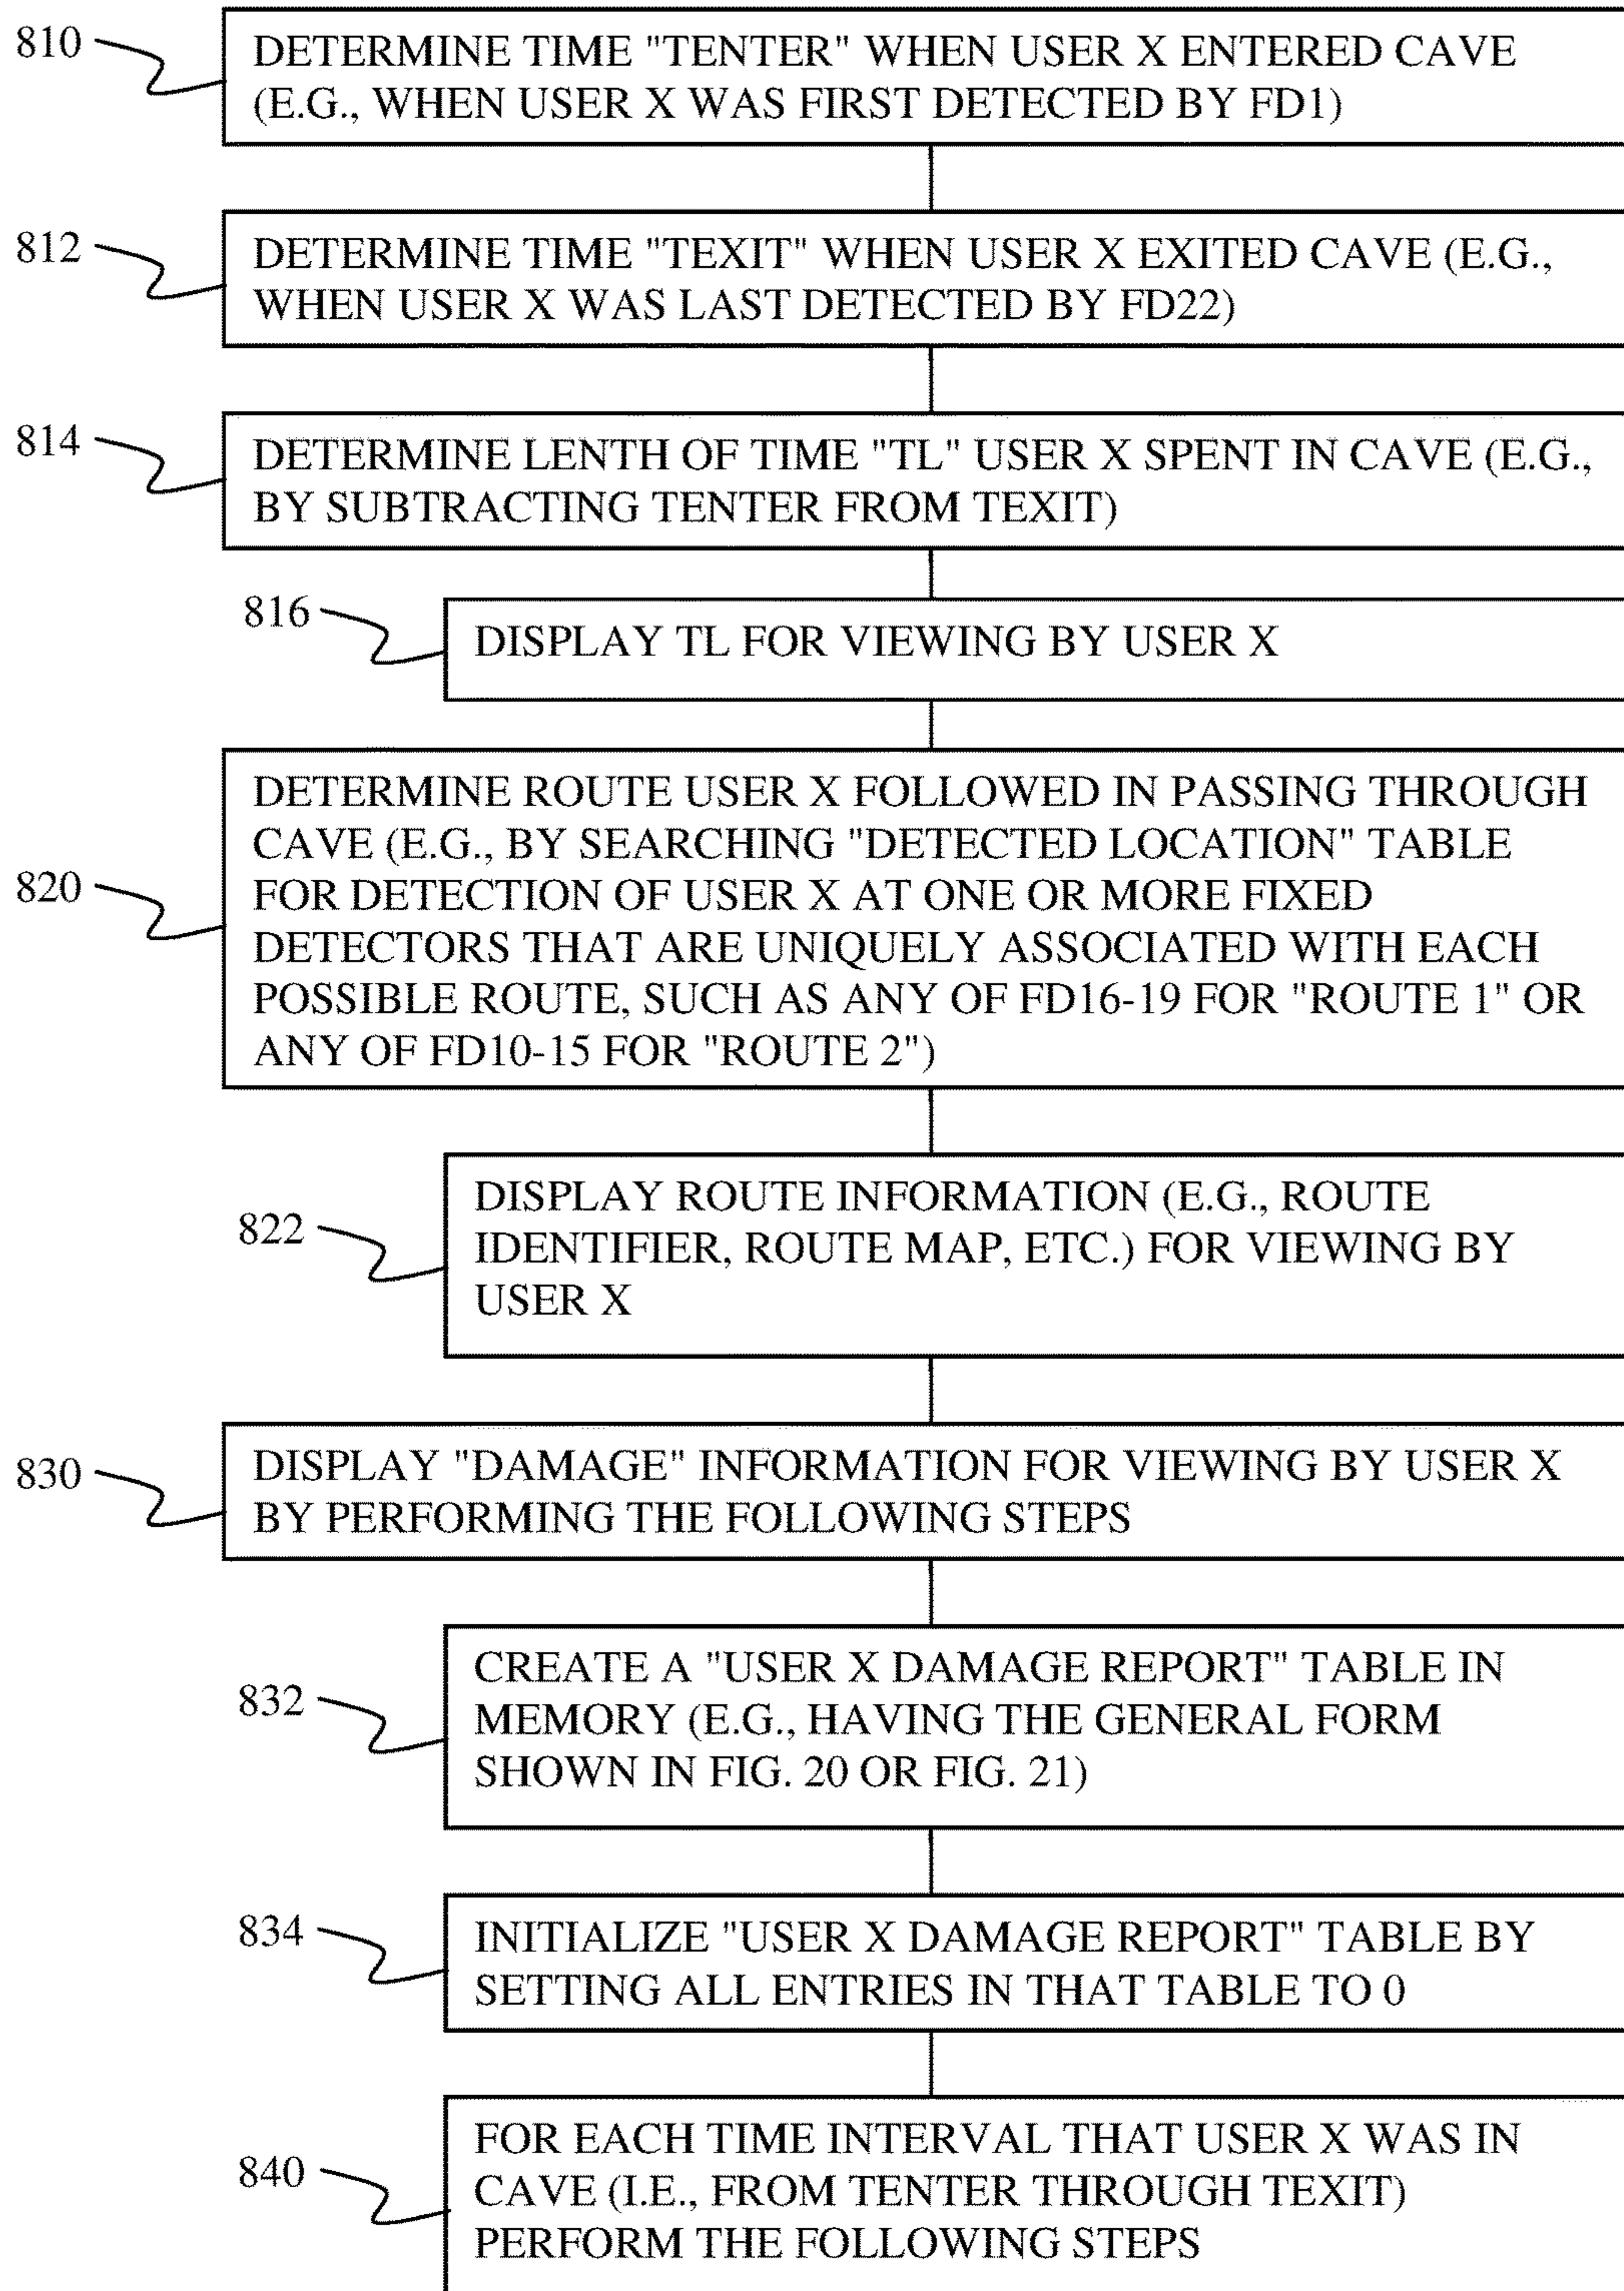 810
DETERMINE TIME "TENTER" WHEN USER X ENTERED CAVE
(E.G., WHEN USER X WAS FIRST DETECTED BY FD1)
812
DETERMINE TIME "TEXIT" WHEN USER X EXITED CAVE (E.G.,
WHEN USER X WAS LAST DETECTED BY FD22)
814
DETERMINE LENTH OF TIME "TL" USER X SPENT IN CAVE (E.G.,
BY SUBTRACTING TENTER FROM TEXIT)
816
DISPLAY TL FOR VIEWING BY USER X
820
DETERMINE ROUTE USER X FOLLOWED IN PASSING THROUGH
CAVE (E.G., BY SEARCHING "DETECTED LOCATION" TABLE
FOR DETECTION OF USER X AT ONE OR MORE FIXED
DETECTORS THAT ARE UNIQUELY ASSOCIATED WITH EACH
POSSIBLE ROUTE, SUCH AS ANY OF FD16-19 FOR "ROUTE 1" OR
ANY OF FD10-15 FOR "ROUTE 2")
822
DISPLAY ROUTE INFORMATION (E.G., ROUTE
IDENTIFIER, ROUTE MAP, ETC.) FOR VIEWING BY
USER X
830
DISPLAY "DAMAGE" INFORMATION FOR VIEWING BY USER X
BY PERFORMING THE FOLLOWING STEPS
832
CREATE A "USER X DAMAGE REPORT" TABLE IN
MEMORY (E.G., HAVING THE GENERAL FORM
SHOWN IN FIG. 20 OR FIG. 21)
834
INITIALIZE "USER X DAMAGE REPORT" TABLE BY
SETTING ALL ENTRIES IN THAT TABLE TO 0
840
FOR EACH TIME INTERVAL THAT USER X WAS IN
CAVE (I.E., FROM TENTER THROUGH TEXIT)
PERFORM THE FOLLOWING STEPS